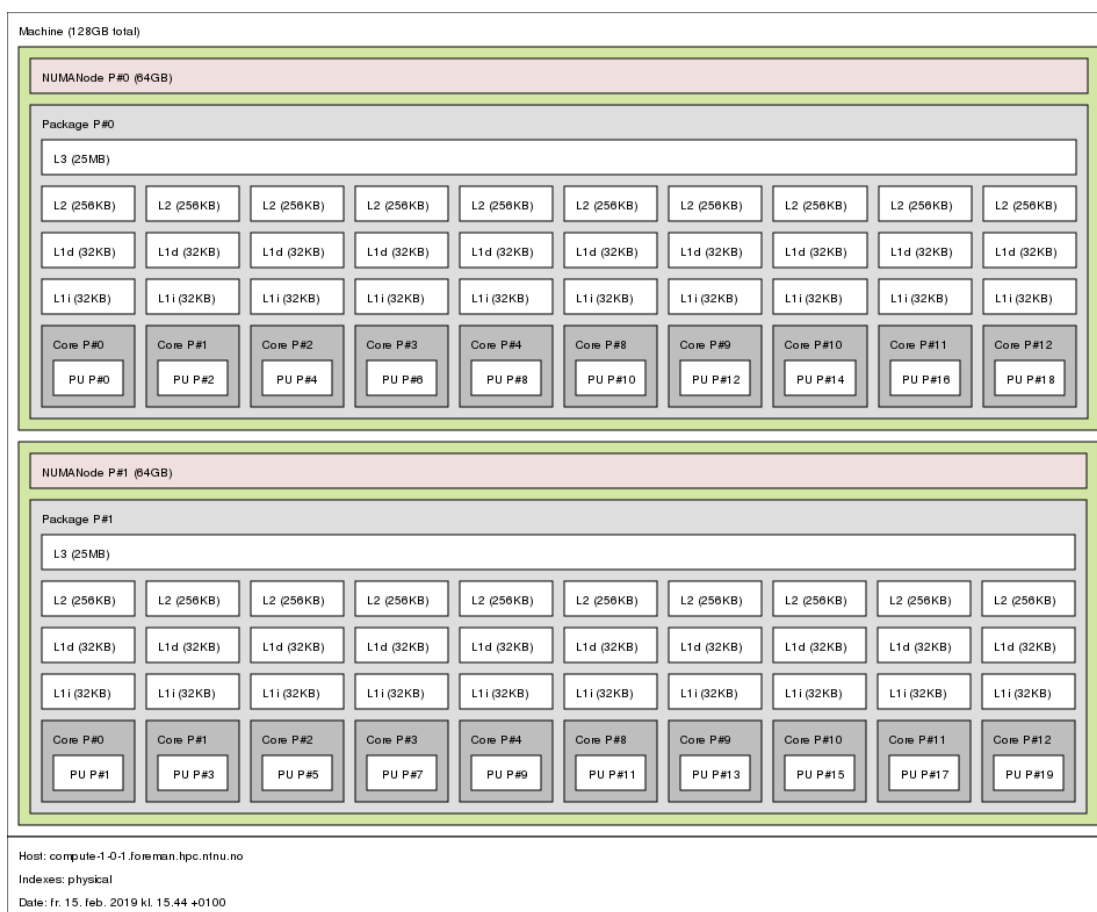 Machine (128GB total)
NUMANode P#0 (64GB)
Package P#0
L3 (25MB)
L2 (256KB) L2 (256KB) L2 (256KB) L2 (256KB) L2 (256KB) L2 (256KB) L2 (256KB) L2 (256KB) L2 (256KB) L2 (256KB)
L1d (32KB) L1d (32KB) L1d (32KB) L1d (32KB) L1d (32KB) L1d (32KB) L1d (32KB) L1d (32KB) L1d (32KB) L1d (32KB)
L1i (32KB) L1i (32KB) L1i (32KB) L1i (32KB) L1i (32KB) L1i (32KB) L1i (32KB) L1i (32KB) L1i (32KB) L1i (32KB)
Core P#0 Core P#1 Core P#2 Core P#3 Core P#4 Core P#8 Core P#9 Core P#10 Core P#11 Core P#12
PU P#0 PU P#2 PU P#4 PU P#6 PU P#8 PU P#10 PU P#12 PU P#14 PU P#16 PU P#18
NUMANode P#1 (64GB)
Package P#1
L3 (25MB)
L2 (256KB) L2 (256KB) L2 (256KB) L2 (256KB) L2 (256KB) L2 (256KB) L2 (256KB) L2 (256KB) L2 (256KB) L2 (256KB)
L1d (32KB) L1d (32KB) L1d (32KB) L1d (32KB) L1d (32KB) L1d (32KB) L1d (32KB) L1d (32KB) L1d (32KB) L1d (32KB)
L1i (32KB) L1i (32KB) L1i (32KB) L1i (32KB) L1i (32KB) L1i (32KB) L1i (32KB) L1i (32KB) L1i (32KB) L1i (32KB)
Core P#0 Core P#1 Core P#2 Core P#3 Core P#4 Core P#8 Core P#9 Core P#10 Core P#11 Core P#12
PU P#1 PU P#3 PU P#5 PU P#7 PU P#9 PU P#11 PU P#13 PU P#15 PU P#17 PU P#19
Host: compute-1-0-1.foreman.hpc.ntnu.no
Indexes: physical
Date: fr. 15. feb. 2019 kl. 15.44 +0100